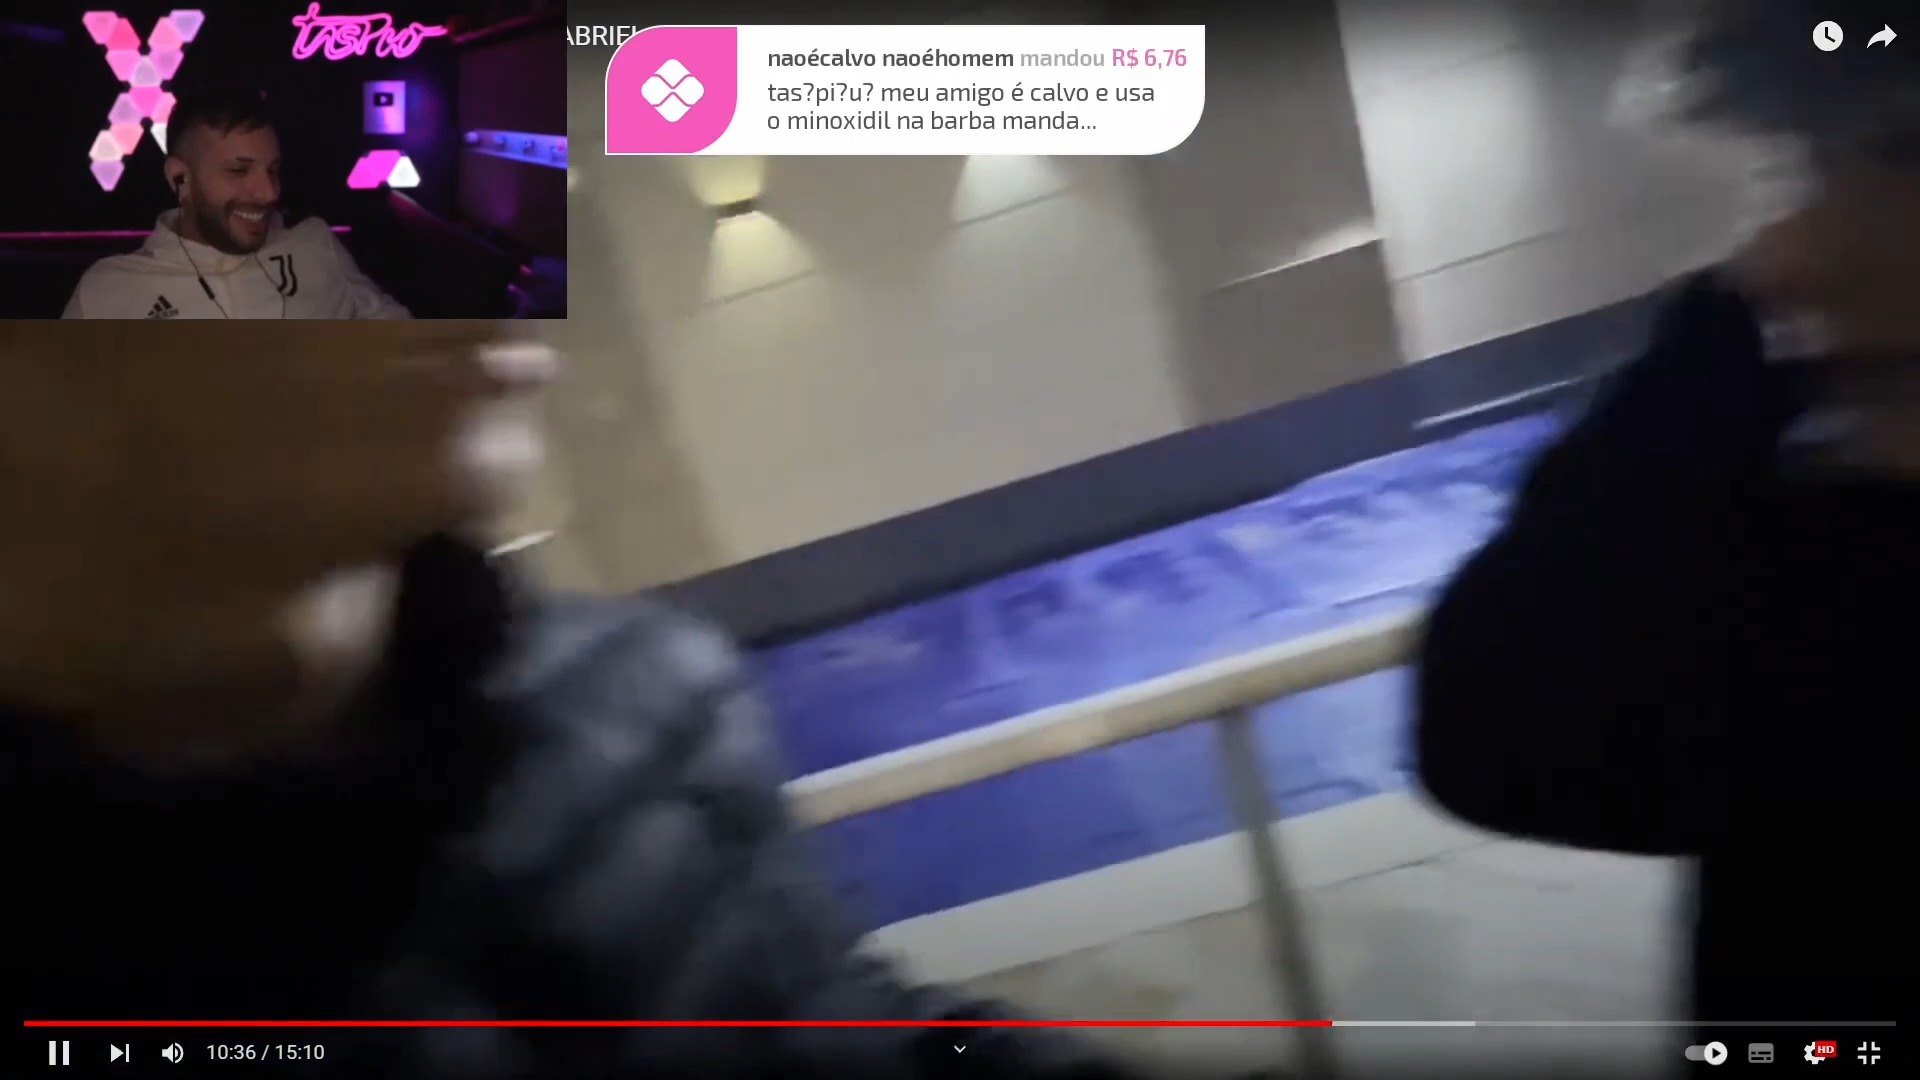 taspio
ABRIEL
naoécalvo naoéhomem mandou R$ 6,76
tas?pi?u? meu amigo é calvo e usa
o minoxidil na barba manda...
10:36 / 15:10
HD